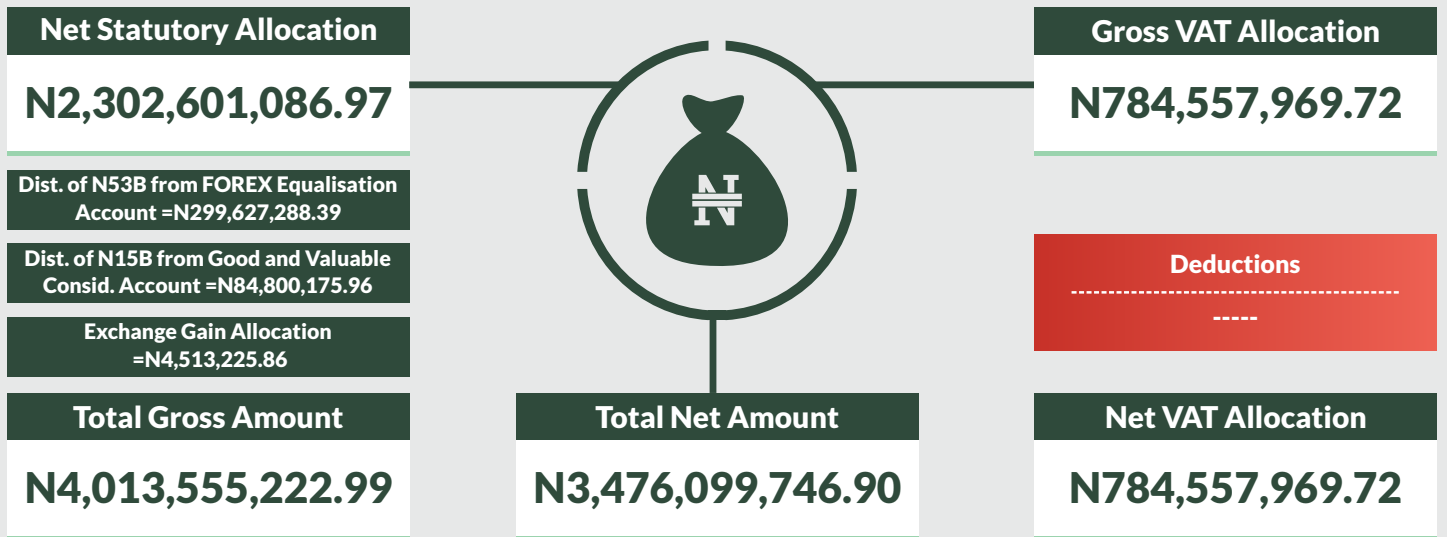 Net Statutory Allocation
N2,302,601,086.97
Dist. of N53B from FOREX Equalisation
Account =N299,627,288.39
Dist. of N15B from Good and Valuable
Consid. Account =N84,800,175.96
Exchange Gain Allocation
=N4,513,225.86
Total Gross Amount
N4,013,555,222.99
₦
Total Net Amount
N3,476,099,746.90
Gross VAT Allocation
N784,557,969.72
Deductions
--------------------------------------------
-----
Net VAT Allocation
N784,557,969.72